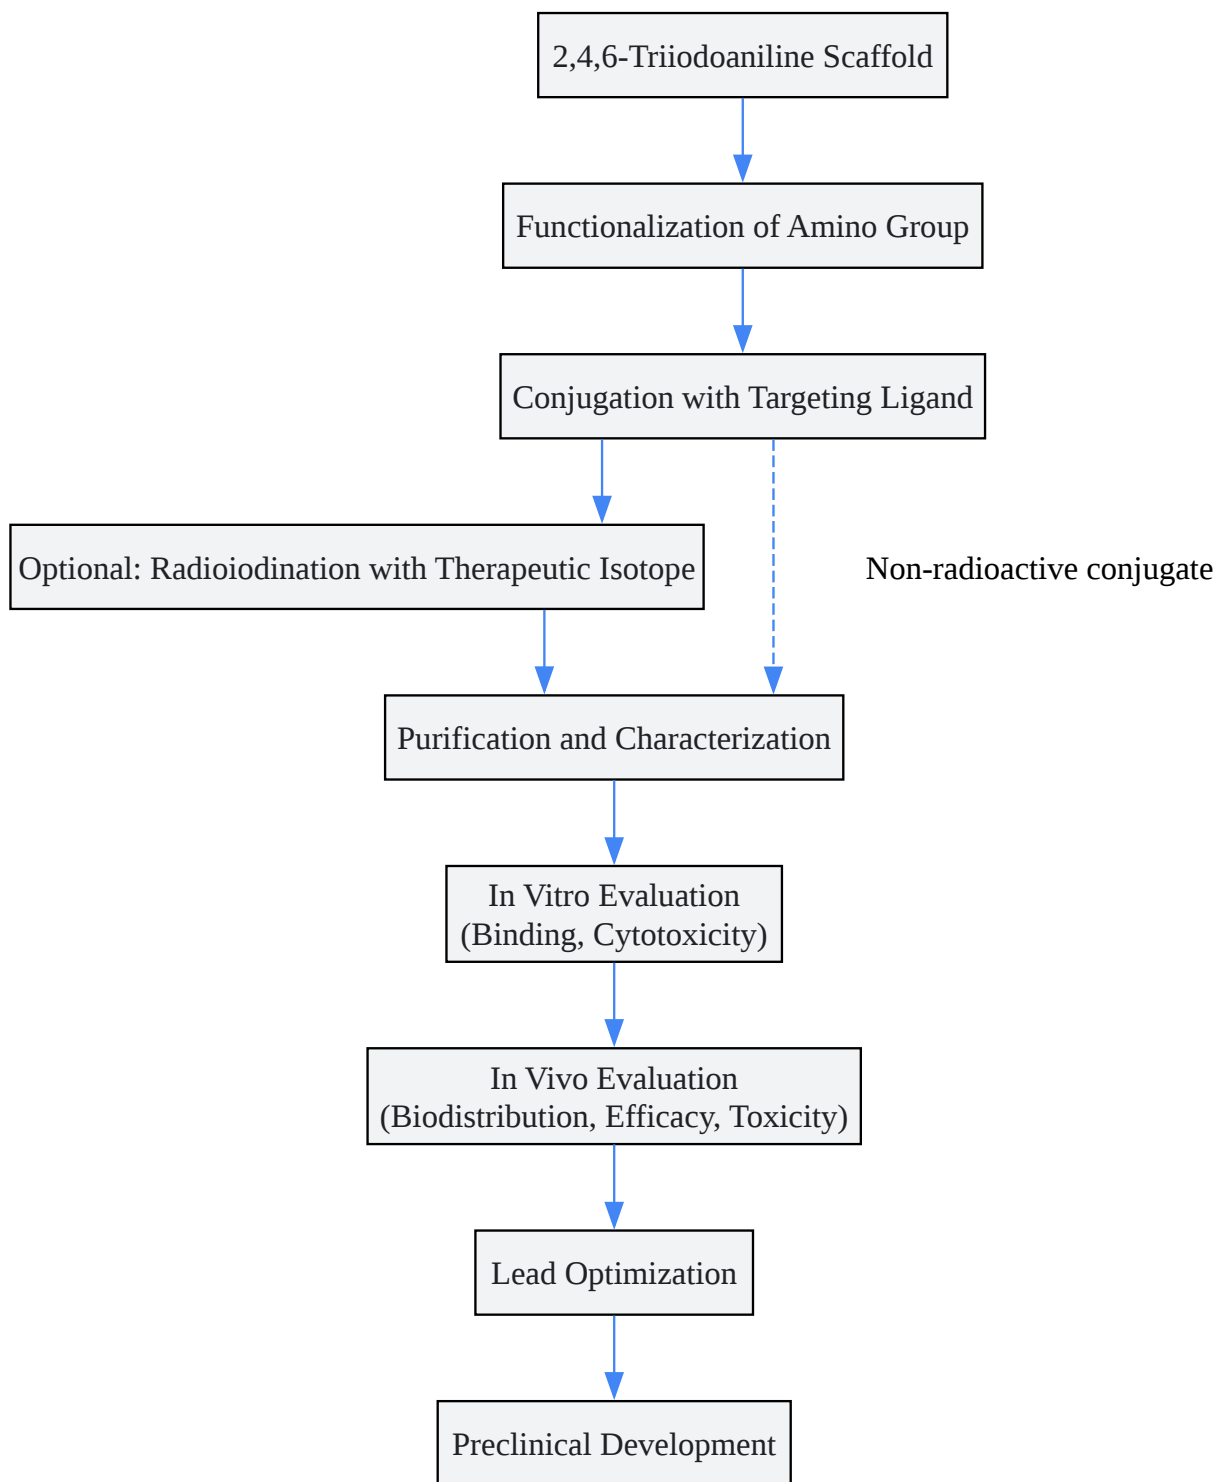 2,4,6-Triiodoaniline Scaffold
Functionalization of Amino Group
Conjugation with Targeting Ligand
Optional: Radioiodination with Therapeutic Isotope
Non-radioactive conjugate
Purification and Characterization
In Vitro Evaluation
(Binding, Cytotoxicity)
In Vivo Evaluation
(Biodistribution, Efficacy, Toxicity)
Lead Optimization
Preclinical Development